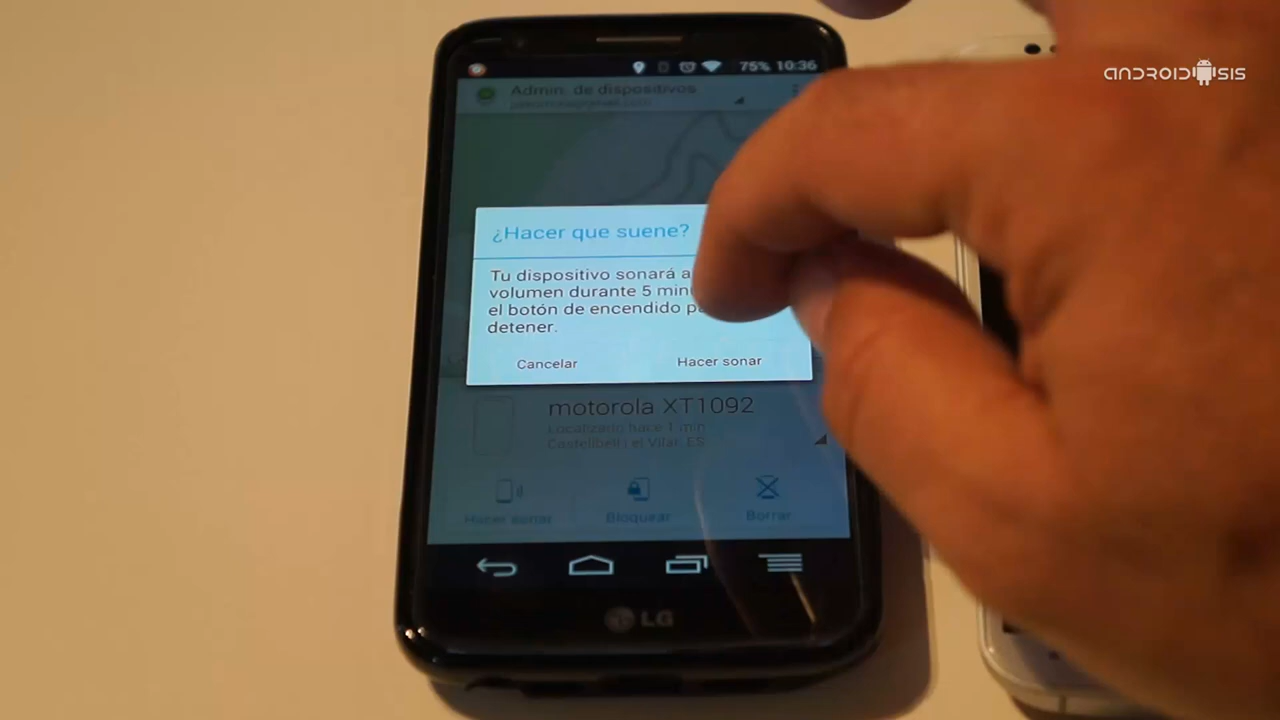 ANDROIDSIS
75% 10:36
Admin. de dispositivos
¿Hacer que suene?
Tu dispositivo sonará a
volumen durante 5 min
el botón de encendido
detener.
Cancelar Hacer sonar
motorola XT1092
Localizado hace 1 min
Castellbell i el Vilar, ES
Hacer sonar Bloquear Borrar
LG